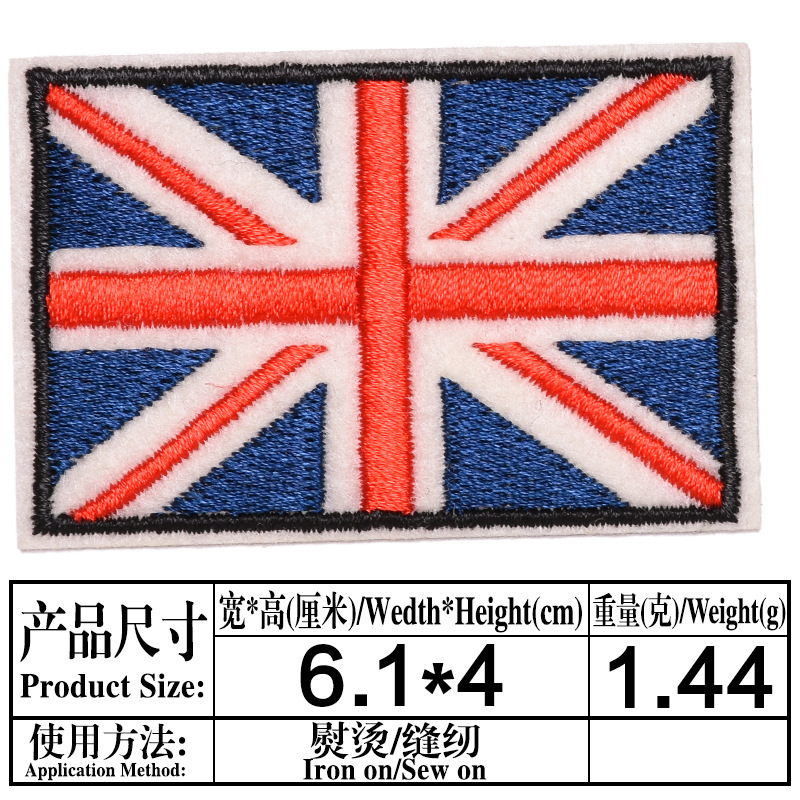 产品尺寸
Product Size:
宽*高(厘米)/Wedth*Height(cm)
重量(克)/Weight(g)
6.1*4
1.44
使用方法:
Application Method:
熨烫/缝纫
Iron on/Sew on